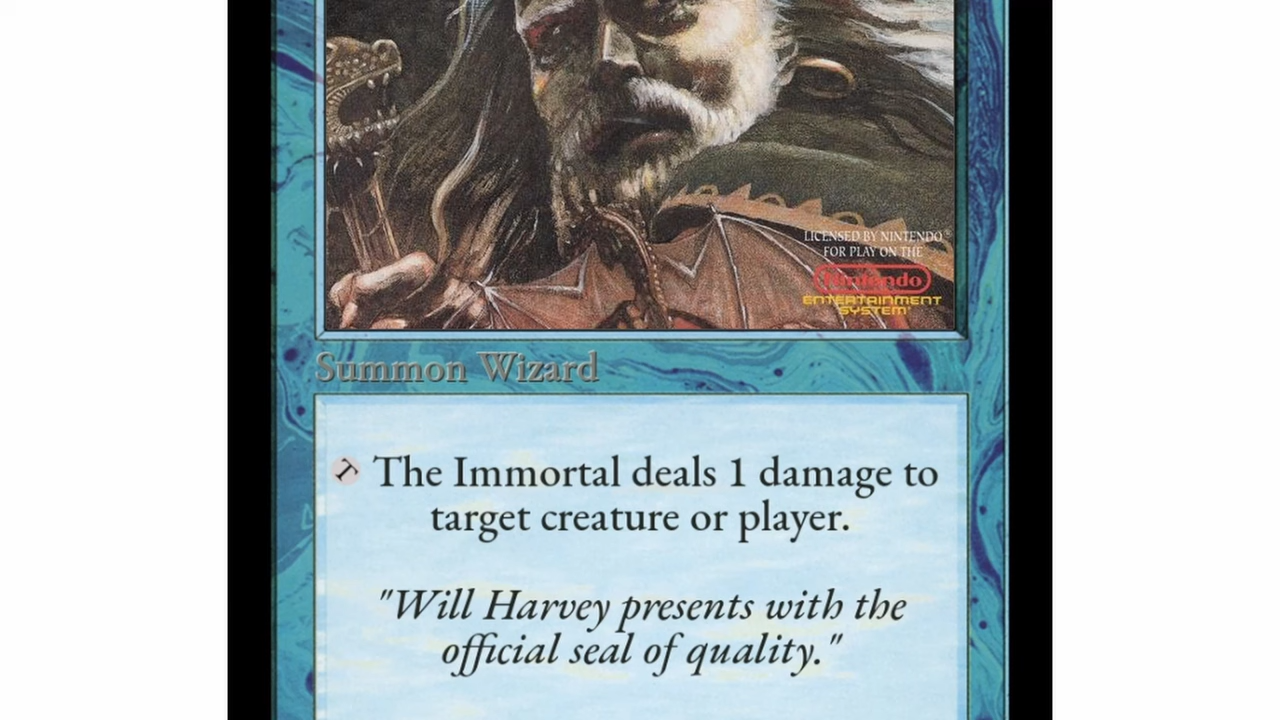 LICENSED BY NINTENDO®
FOR PLAY ON THE
Nintendo
ENTERTAINMENT
SYSTEM®
Summon Wizard
T The Immortal deals 1 damage to
target creature or player.
"Will Harvey presents with the
official seal of quality."